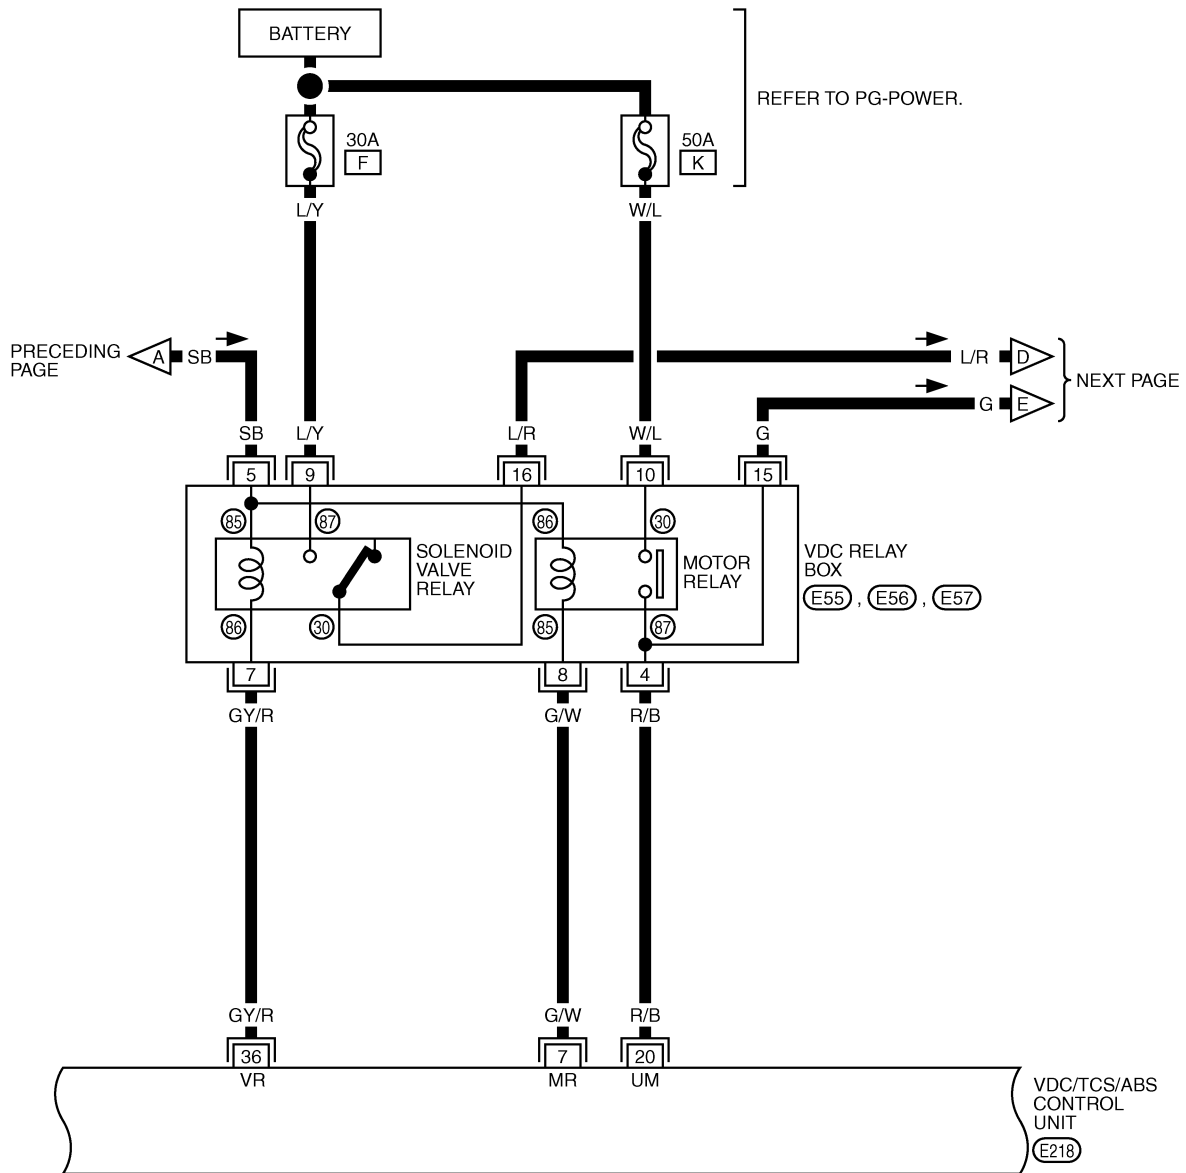 BATTERY
REFER TO PG-POWER.
30A
F
50A
K
L/Y
W/L
PRECEDING
PAGE
A
SB
L/R
D
NEXT PAGE
G
E
SB
L/Y
L/R
W/L
G
5
9
16
10
15
85
87
86
30
SOLENOID
VALVE
RELAY
MOTOR
RELAY
VDC RELAY
BOX
E55 , E56 , E57
86
30
85
87
7
8
4
GY/R
G/W
R/B
GY/R
G/W
R/B
36
7
20
VR
MR
UM
VDC/TCS/ABS
CONTROL
UNIT
E218